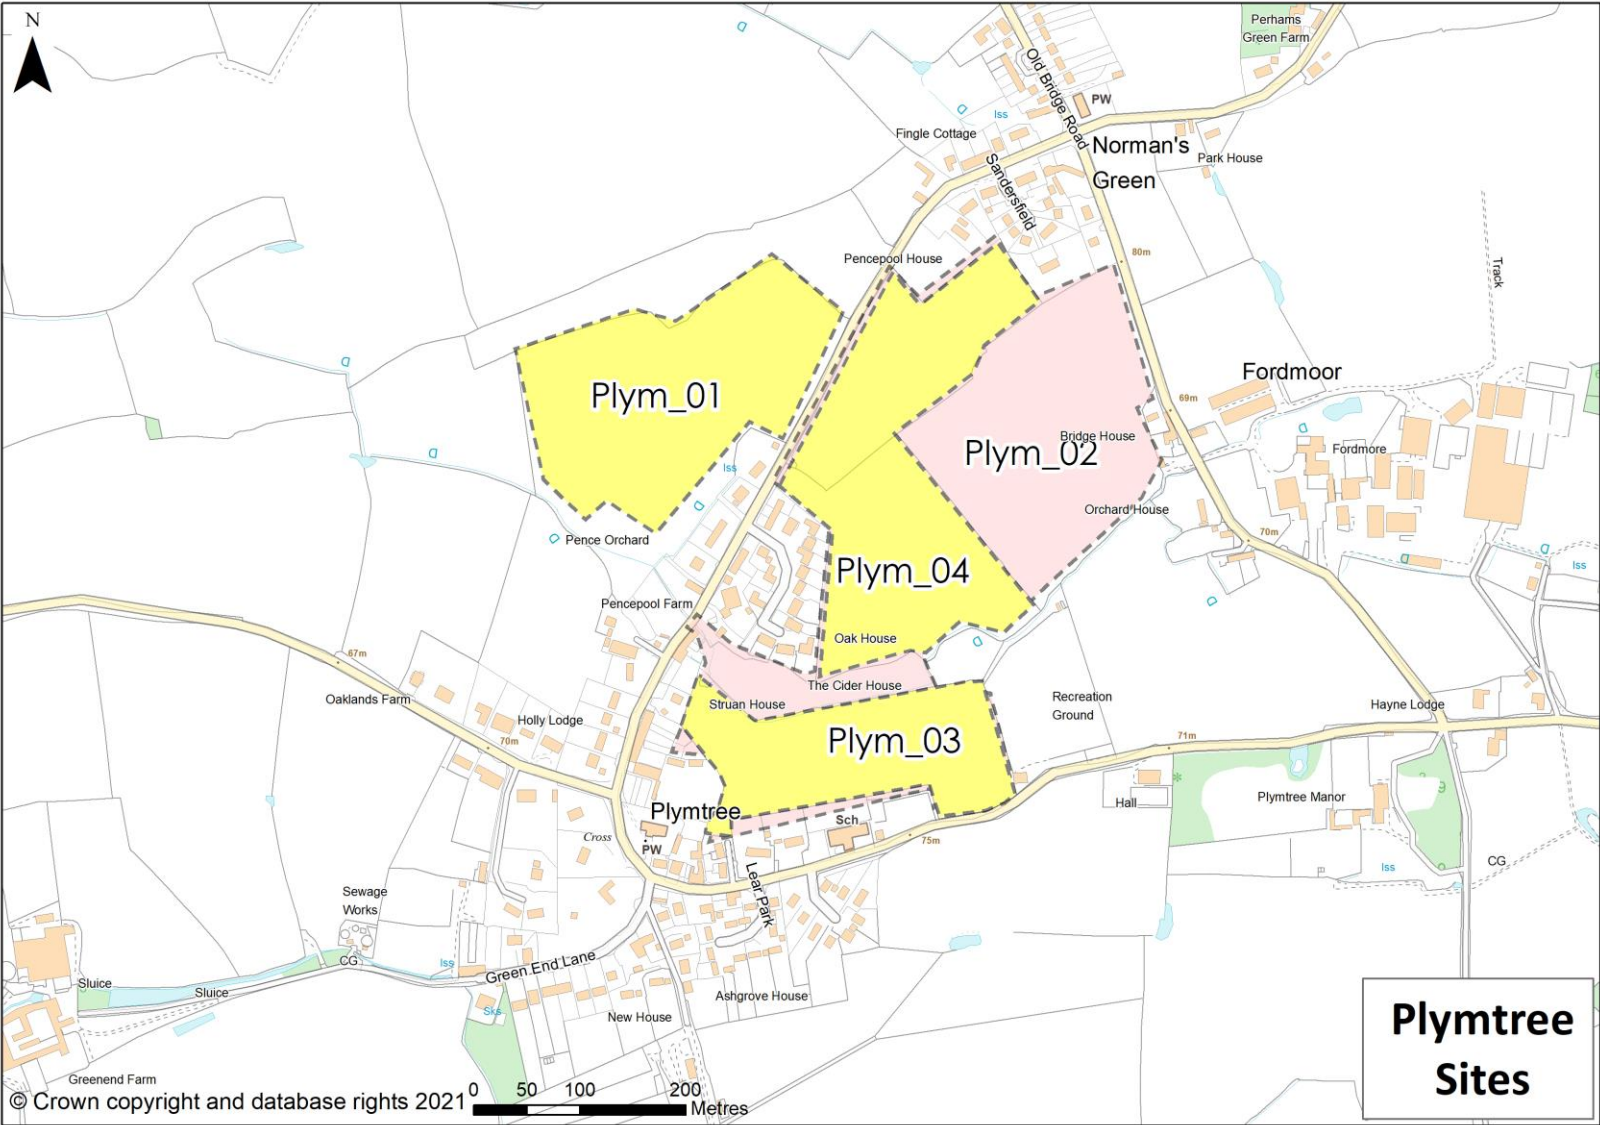 N
Perhams
Green Farm
Old Bridge Road
PW
Iss
D
D
Fingle Cottage
Norman's
Green
Park House
Sandersfield
Pencepool House
80m
Track
D
Plym_01
Fordmoor
69m
D
Bridge House
Plym_02
Fordmore
D
Iss
D
Orchard House
70m
D
Pence Orchard
D
D
Iss
Plym_04
D
Pencepool Farm
Oak House
D
67m
The Cider House
Oaklands Farm
Struan House
Recreation
Ground
Hayne Lodge
Holly Lodge
70m
Plym_03
71m
Plymtree
Hall
Plymtree Manor
Cross
PW
Sch
75m
CG
Iss
Lear Park
Sewage
Works
CG
Iss
Green End Lane
Sluice
Sluice
Sks
Ashgrove House
New House
Plymtree
Sites
Greenend Farm
© Crown copyright and database rights 2021
0 50 100 200
Metres